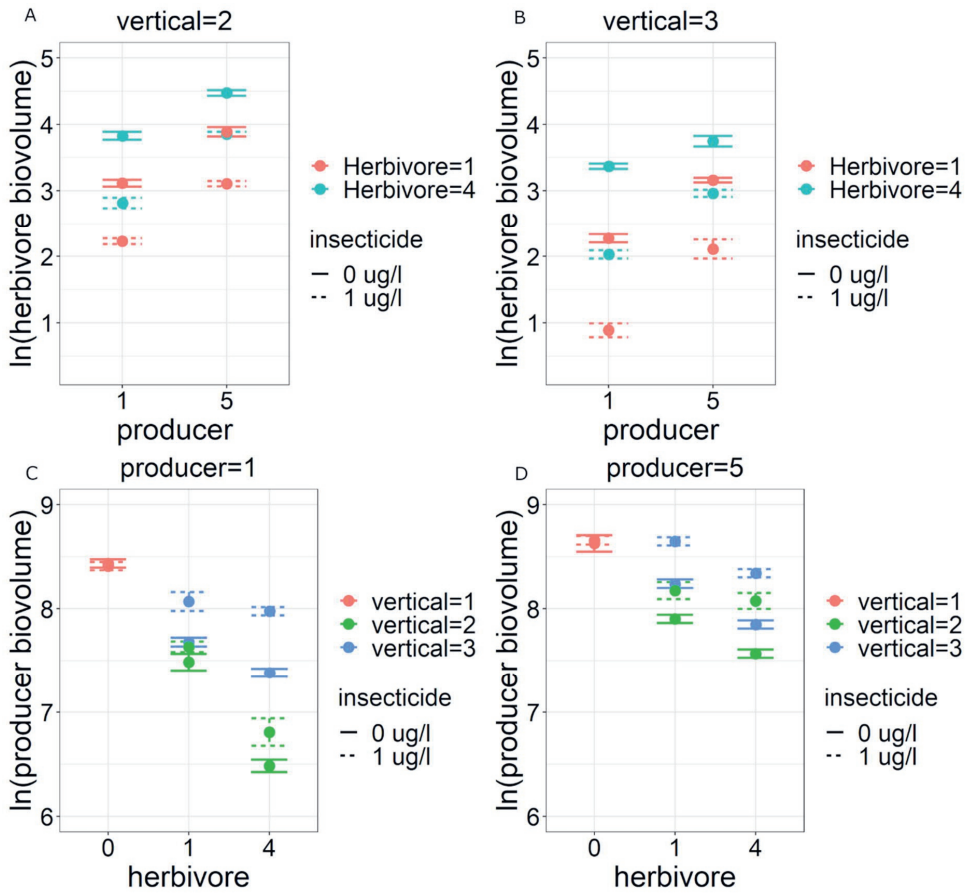 A
vertical=2
ln(herbivore biovolume)
5
4
3
2
1
1 5
producer
Herbivore=1
Herbivore=4
insecticide
0 ug/l
1 ug/l
B
vertical=3
ln(herbivore biovolume)
5
4
3
2
1
1 5
producer
Herbivore=1
Herbivore=4
insecticide
0 ug/l
1 ug/l
C
producer=1
ln(producer biovolume)
9
8
7
6
0 1 4
herbivore
vertical=1
vertical=2
vertical=3
insecticide
0 ug/l
1 ug/l
D
producer=5
ln(producer biovolume)
9
8
7
6
0 1 4
herbivore
vertical=1
vertical=2
vertical=3
insecticide
0 ug/l
1 ug/l